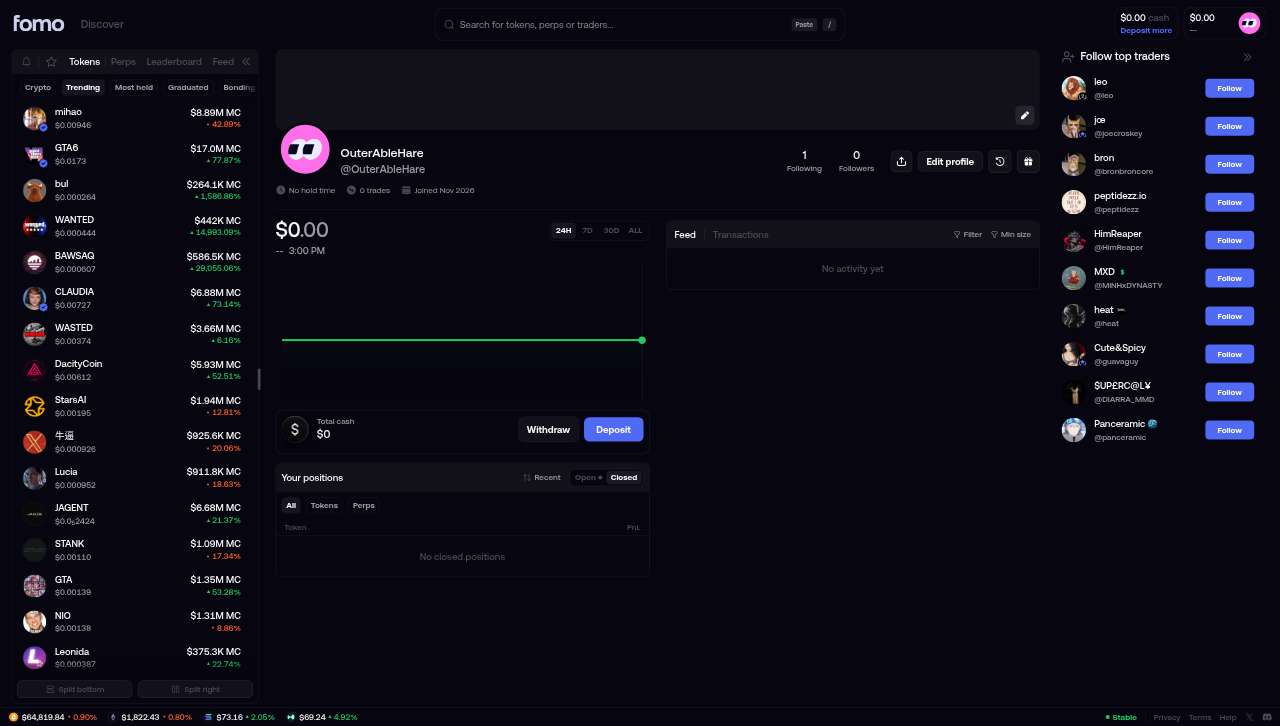 fomo
Discover
Search for tokens, perps or traders...
Paste
/
$0.00 cash
Deposit more
$0.00
—
Tokens Perps Leaderboard Feed
Crypto Trending Most held Graduated Bonding
mihao $8.89M MC
$0.00946 42.89%
GTA6 $17.0M MC
$0.0173 77.87%
bul $264.1K MC
$0.000264 1,586.86%
WANTED $442K MC
$0.000444 14,993.09%
BAWSAQ $586.5K MC
$0.000607 29,055.06%
CLAUDIA $6.88M MC
$0.00727 73.14%
WASTED $3.66M MC
$0.00374 6.16%
DacityCoin $5.93M MC
$0.00612 52.51%
StarsAI $1.94M MC
$0.00195 12.81%
牛逼 $925.6K MC
$0.000926 20.06%
Lucia $911.8K MC
$0.000952 18.63%
JAGENT $6.68M MC
$0.0₅2424 21.37%
STANK $1.09M MC
$0.00110 17.34%
GTA $1.35M MC
$0.00139 53.28%
NIO $1.31M MC
$0.00138 8.86%
Leonida $375.3K MC
$0.000387 22.74%
Split bottom Split right
OuterAbleHare
@OuterAbleHare
No hold time 0 trades Joined Nov 2026
1 Following
0 Followers
Edit profile
$0.00
-- 3:00 PM
24H 7D 30D ALL
Total cash
$0
Withdraw Deposit
Your positions
Recent Open Closed
All Tokens Perps
Token PnL
No closed positions
Feed Transactions
Filter Min size
No activity yet
Follow top traders
leo
@leo
Follow
jœ
@joecroskey
Follow
bron
@bronbroncore
Follow
peptidezz.io
@peptidezz
Follow
HimReaper
@HimReaper
Follow
MXD
@MINHxDYNASTY
Follow
heat
@heat
Follow
Cute&Spicy
@guavaguy
Follow
$UP£RC@L¥
@DIARRA_MMD
Follow
Panceramic
@panceramic
Follow
$64,819.84 0.90% $1,822.43 0.80% $73.16 2.05% $69.24 4.92%
Stable Privacy Terms Help